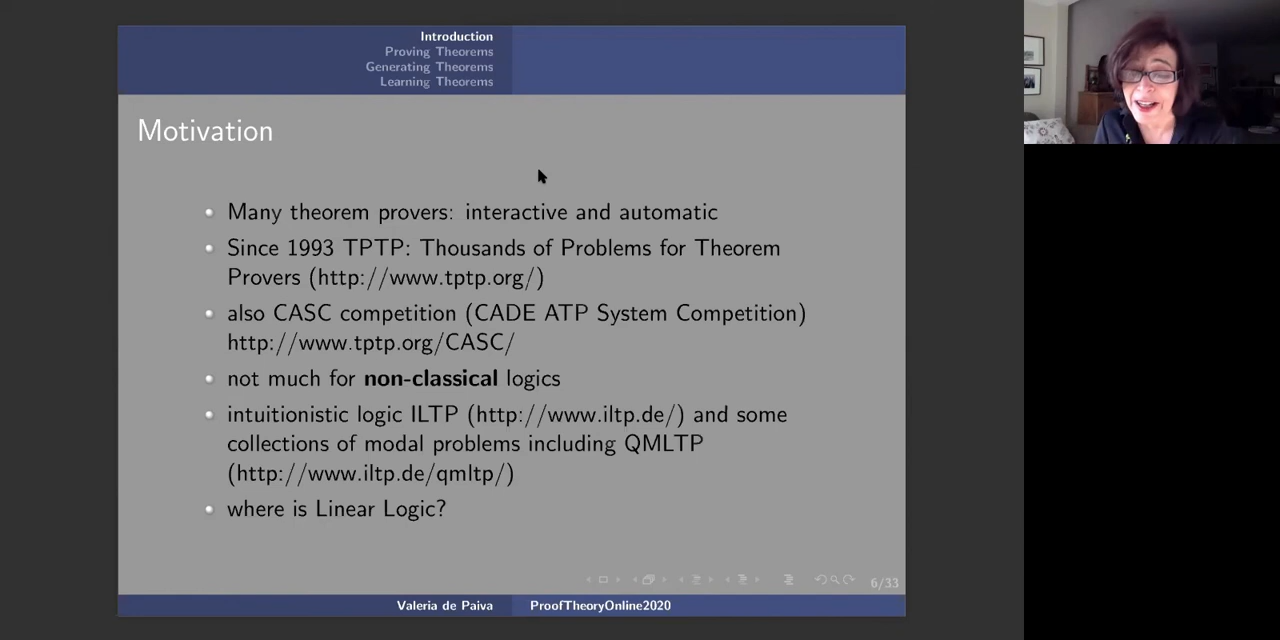 Introduction
Proving Theorems
Generating Theorems
Learning Theorems
Motivation
Many theorem provers: interactive and automatic
Since 1993 TPTP: Thousands of Problems for Theorem
Provers (http://www.tptp.org/)
also CASC competition (CADE ATP System Competition)
http://www.tptp.org/CASC/
not much for non-classical logics
intuitionistic logic ILTP (http://www.iltp.de/) and some
collections of modal problems including QMLTP
(http://www.iltp.de/qmltp/)
where is Linear Logic?
6/33
Valeria de Paiva ProofTheoryOnline2020